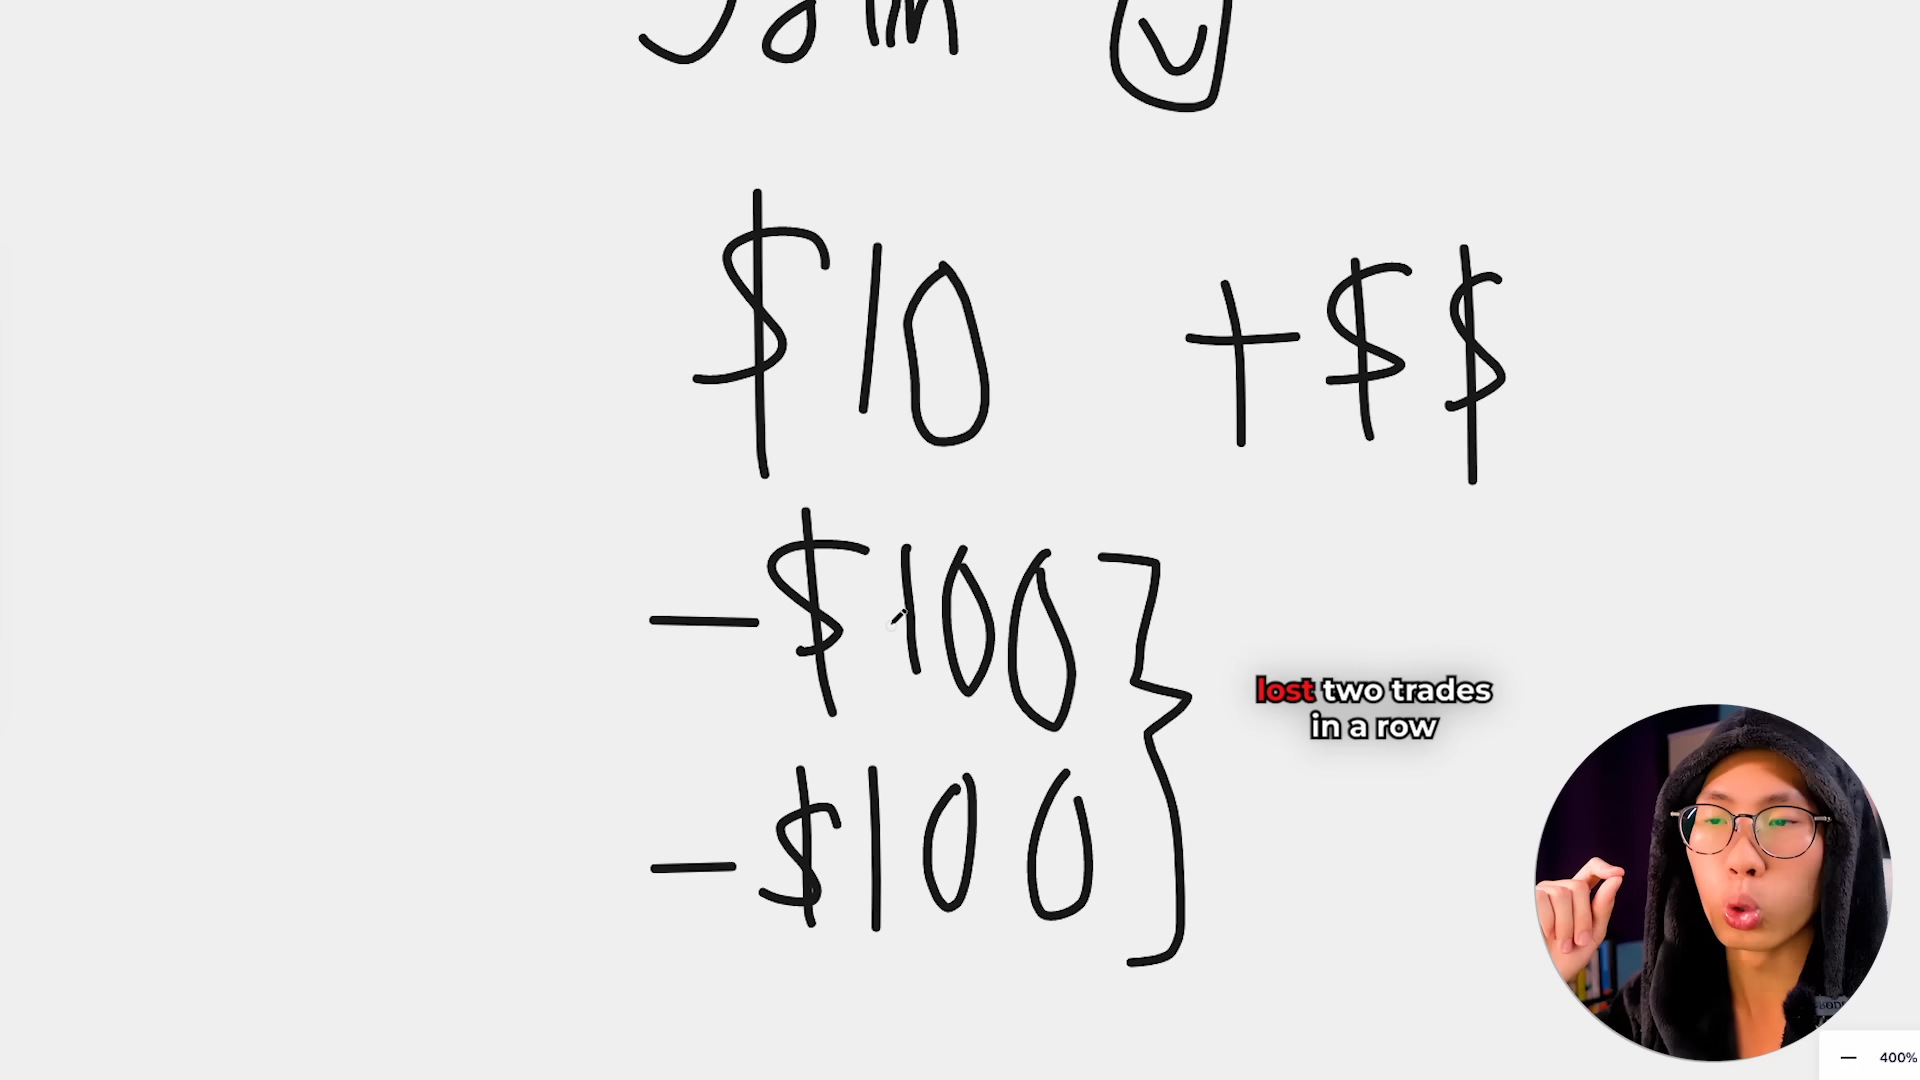 $10 +$$
-$100
-$100
lost two trades
in a row
400%